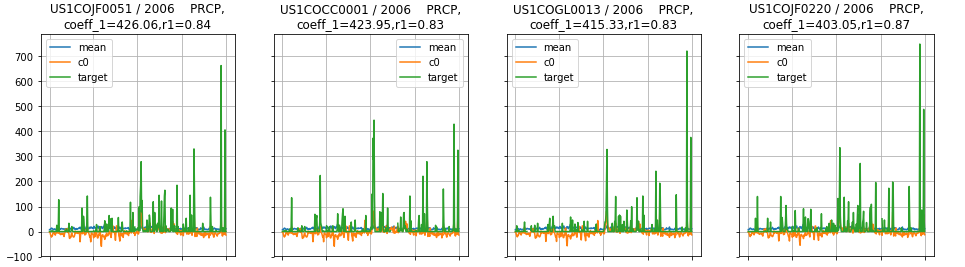 US1COJF0051 / 2006 PRCP,
coeff_1=426.06,r1=0.84
mean
c0
target
700
600
500
400
300
200
100
0
−100
US1COCC0001 / 2006 PRCP,
coeff_1=423.95,r1=0.83
mean
c0
target
US1COGL0013 / 2006 PRCP,
coeff_1=415.33,r1=0.83
mean
c0
target
US1COJF0220 / 2006 PRCP,
coeff_1=403.05,r1=0.87
mean
c0
target